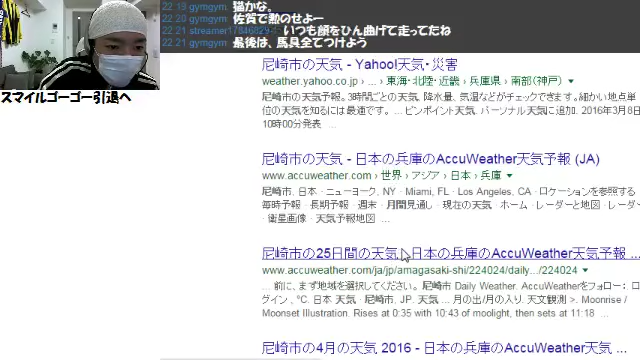 22 19 gymgym. 猫かな。
22 20 gymgym. 佐賀で勲のせよー
22 21 streamer17846829 いつも顔をひん曲げて走ってたね
22 21 gymgym. 最後は、馬具全てつけよう
スマイルゴーゴー引退へ
尼崎市の天気 - Yahoo!天気・災害
weather.yahoo.co.jp › ... › 東海・北陸・近畿 › 兵庫県 › 南部(神戸)
尼崎市の天気予報。3時間ごとの天気、降水量、気温などがチェックできます。細かい地点単
位の天気を知るには最適です。 ... ピンポイント天気. パーソナル天気に追加. 2016年3月8日
10時00分発表 ...
尼崎市の天気 - 日本の兵庫のAccuWeather天気予報 (JA)
www.accuweather.com › 世界 › アジア › 日本 › 兵庫
尼崎市, 日本 · ニューヨーク, NY · Miami, FL · Los Angeles, CA · ロケーションを参照する
毎時予報 · 長期予報 · 週末 · 月間見通し · 現在の天気 · ホーム · レーダーと地図 · レーダー
· 衛星画像 · 天気予報地図 ...
尼崎市の25日間の天気 - 日本の兵庫のAccuWeather天気予報 ...
www.accuweather.com/ja/jp/amagasaki-shi/224024/daily.../224024
... 前に、まず地域を選択してください。 尼崎市 Daily Weather. AccuWeatherをフォロー: ロ
グイン , °C. 日本 天気 · 尼崎市, JP. 天気 ... 月の出/月の入り. 天文観測 >. Moonrise /
Moonset Illustration. Rises at 0:35 with 10:43 of moolight, then sets at 11:18 ...
尼崎市の4月の天気 2016 - 日本の兵庫のAccuWeather天気 ...